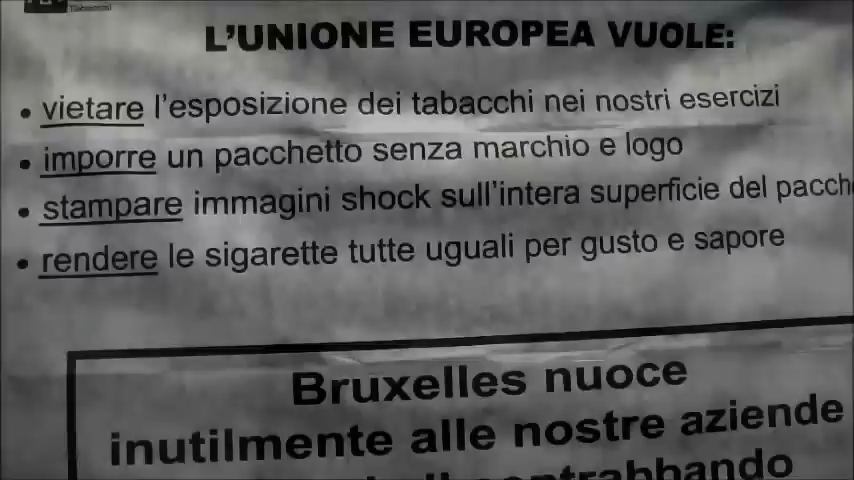 L'UNIONE EUROPEA VUOLE:
• vietare l'esposizione dei tabacchi nei nostri esercizi
• imporre un pacchetto senza marchio e logo
• stampare immagini shock sull'intera superficie del pacch
• rendere le sigarette tutte uguali per gusto e sapore
Bruxelles nuoce
inutilmente alle nostre aziende
contrabbando